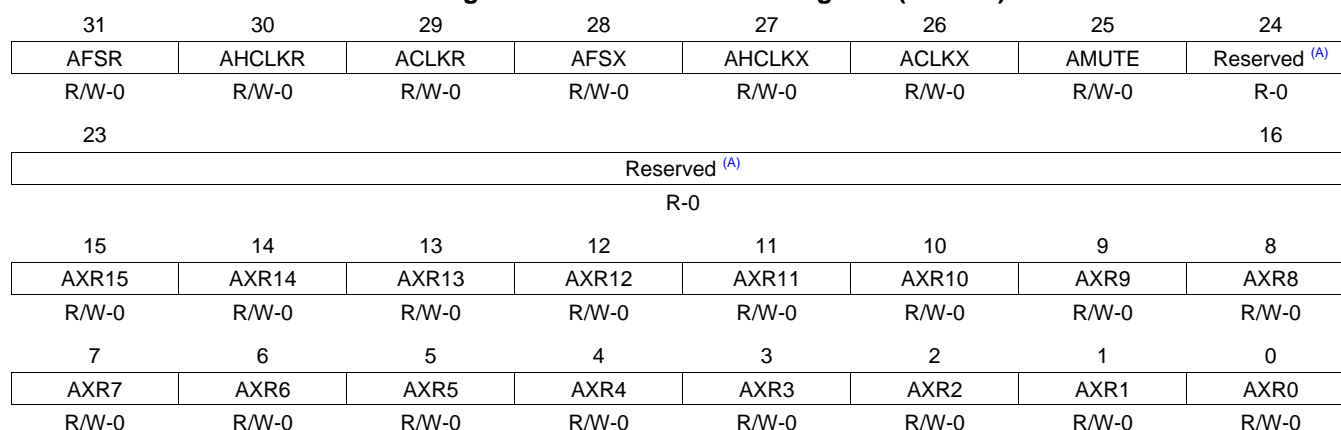 31 30 29 28 27 26 25 24
AFSR AHCLKR ACLKR AFSX AHCLKX ACLKX AMUTE Reserved (A)
R/W-0 R/W-0 R/W-0 R/W-0 R/W-0 R/W-0 R/W-0 R-0
23 16
Reserved (A)
R-0
15 14 13 12 11 10 9 8
AXR15 AXR14 AXR13 AXR12 AXR11 AXR10 AXR9 AXR8
R/W-0 R/W-0 R/W-0 R/W-0 R/W-0 R/W-0 R/W-0 R/W-0
7 6 5 4 3 2 1 0
AXR7 AXR6 AXR5 AXR4 AXR3 AXR2 AXR1 AXR0
R/W-0 R/W-0 R/W-0 R/W-0 R/W-0 R/W-0 R/W-0 R/W-0